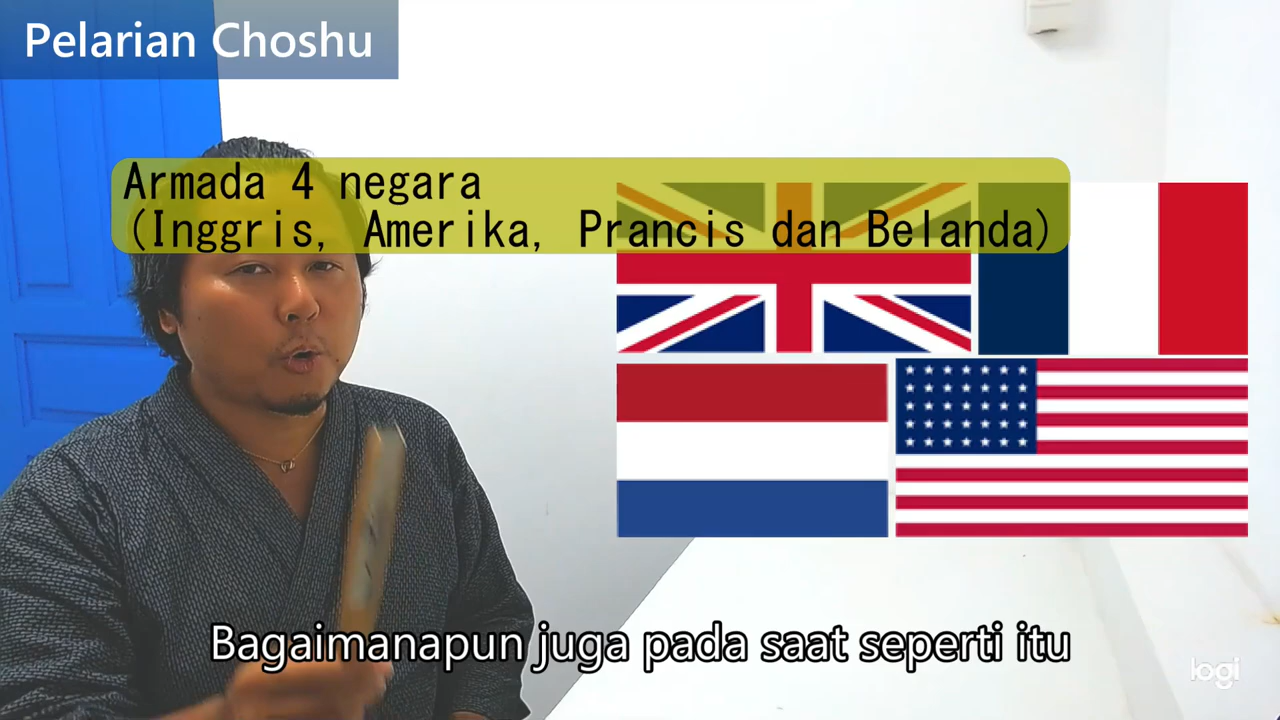 Pelarian Choshu
Armada 4 negara
(Inggris, Amerika, Prancis dan Belanda)
Bagaimanapun juga pada saat seperti itu
logi